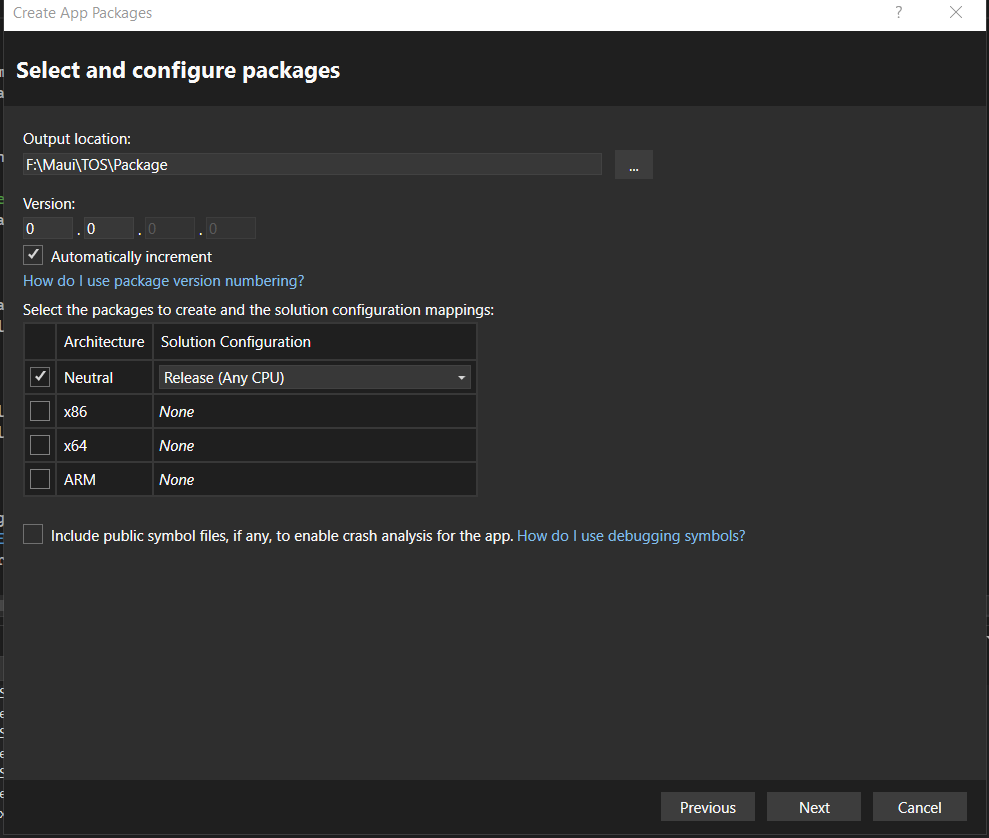 Create App Packages ?
Select and configure packages
Output location:
F:\Maui\TOS\Package ...
Version:
0 . 0 . 0 . 0
Automatically increment
How do I use package version numbering?
Select the packages to create and the solution configuration mappings:
Architecture Solution Configuration
Neutral Release (Any CPU)
x86 None
x64 None
ARM None
Include public symbol files, if any, to enable crash analysis for the app. How do I use debugging symbols?
Previous Next Cancel